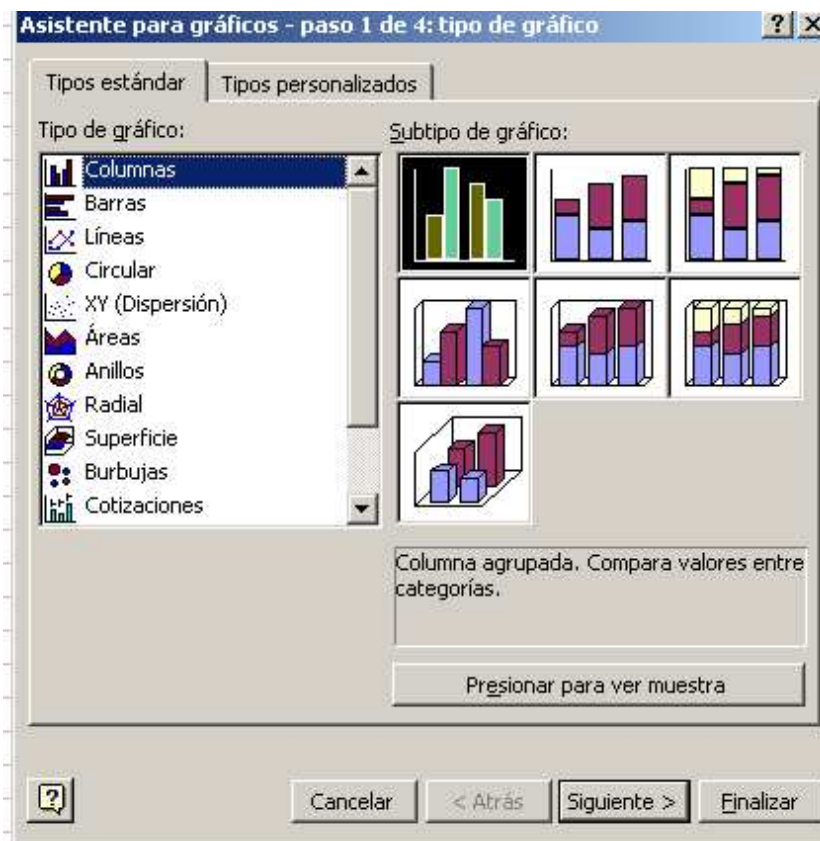 Asistente para gráficos - paso 1 de 4: tipo de gráfico
Tipos estándar
Tipos personalizados
Tipo de gráfico:
Columnas
Barras
Líneas
Circular
XY (Dispersión)
Áreas
Anillos
Radial
Superficie
Burbujas
Cotizaciones
Subtipo de gráfico:
Columna agrupada. Compara valores entre
categorías.
Presionar para ver muestra
Cancelar
< Atrás
Siguiente >
Finalizar